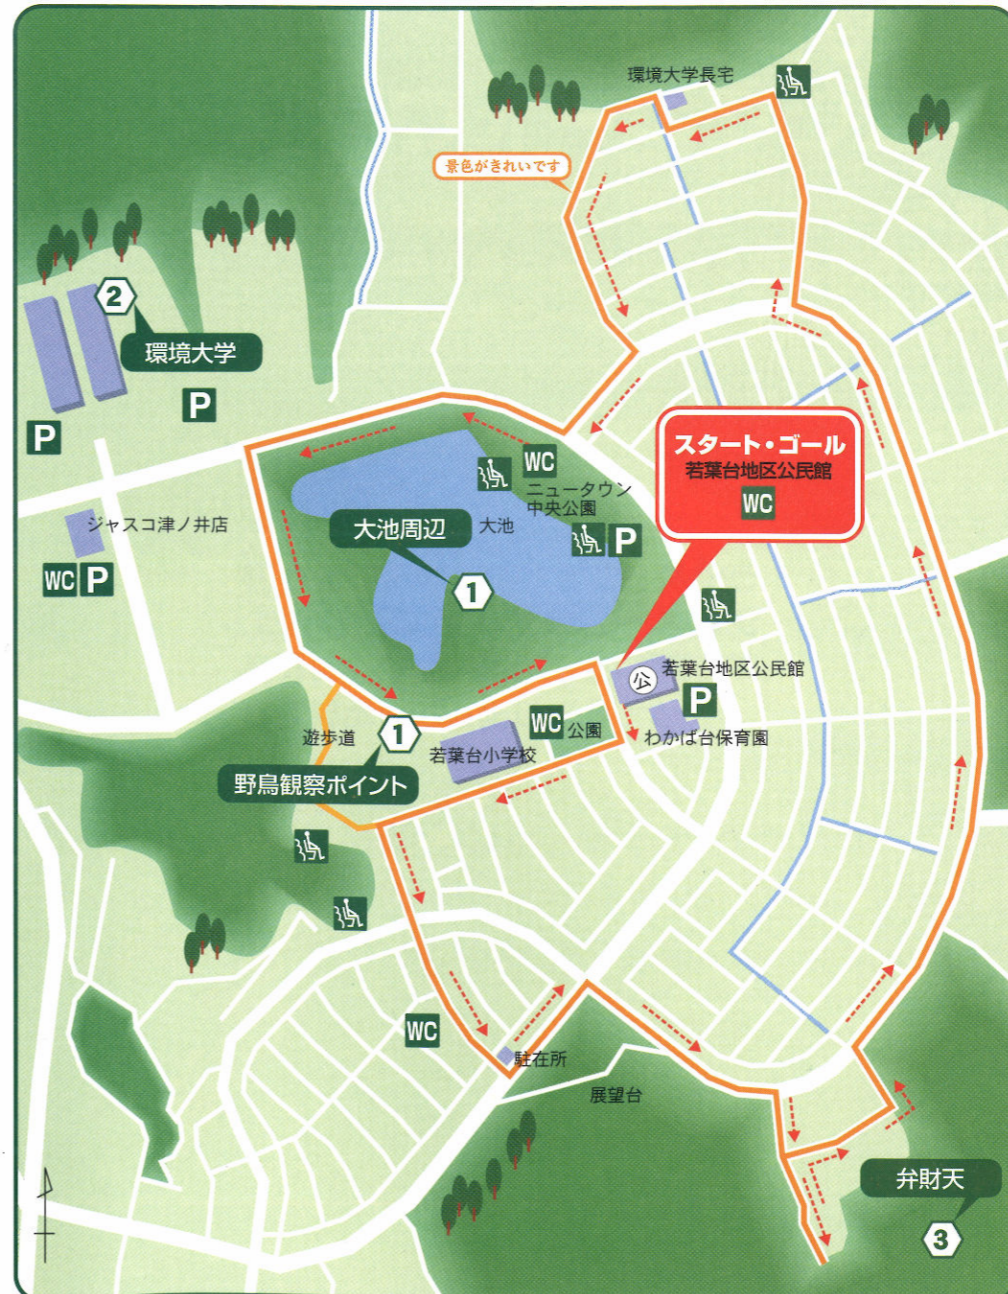 環境大学長宅
景色がきれいです
2
環境大学
P
P
スタート・ゴール
若葉台地区公民館
WC
WC
ニュータウン
中央公園
P
大池
大池周辺
1
ジャスコ津ノ井店
WC
P
公
若葉台地区公民館
P
わかば台保育園
WC
公園
若葉台小学校
1
遊歩道
野鳥観察ポイント
WC
駐在所
展望台
弁財天
3